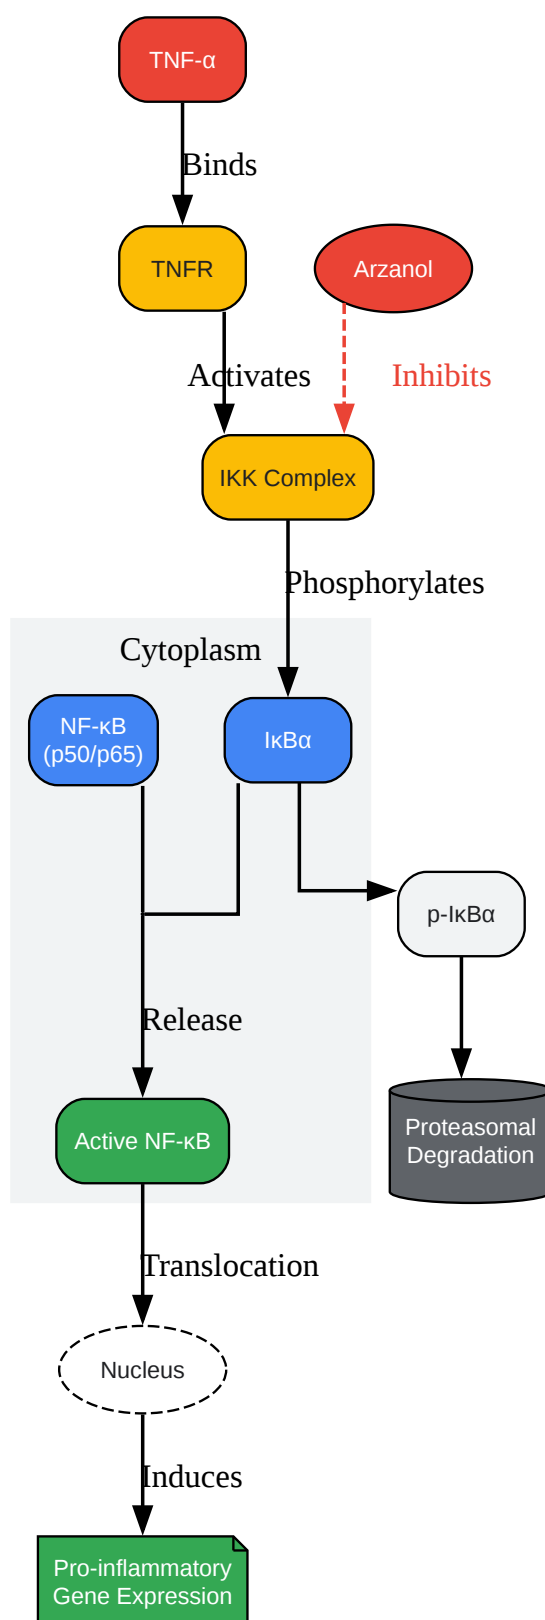 TNF-α
Binds
TNFR
Arzanol
Activates
Inhibits
IKK Complex
Phosphorylates
Cytoplasm
NF-κB
(p50/p65)
IκBα
p-IκBα
Release
Active NF-κB
Proteasomal
Degradation
Translocation
Nucleus
Induces
Pro-inflammatory
Gene Expression